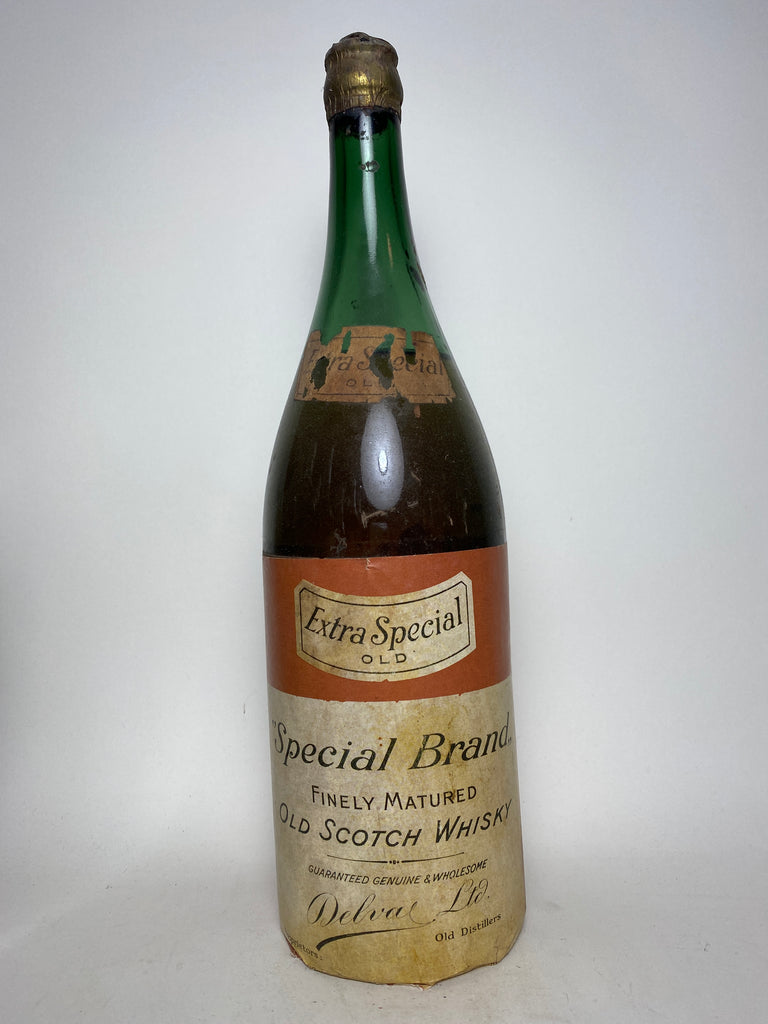 Extra Special
OLD
Extra Special
OLD
"Special Brand"
FINELY MATURED
OLD SCOTCH WHISKY
GUARANTEED GENUINE & WHOLESOME
Ltd.
Old Distillers